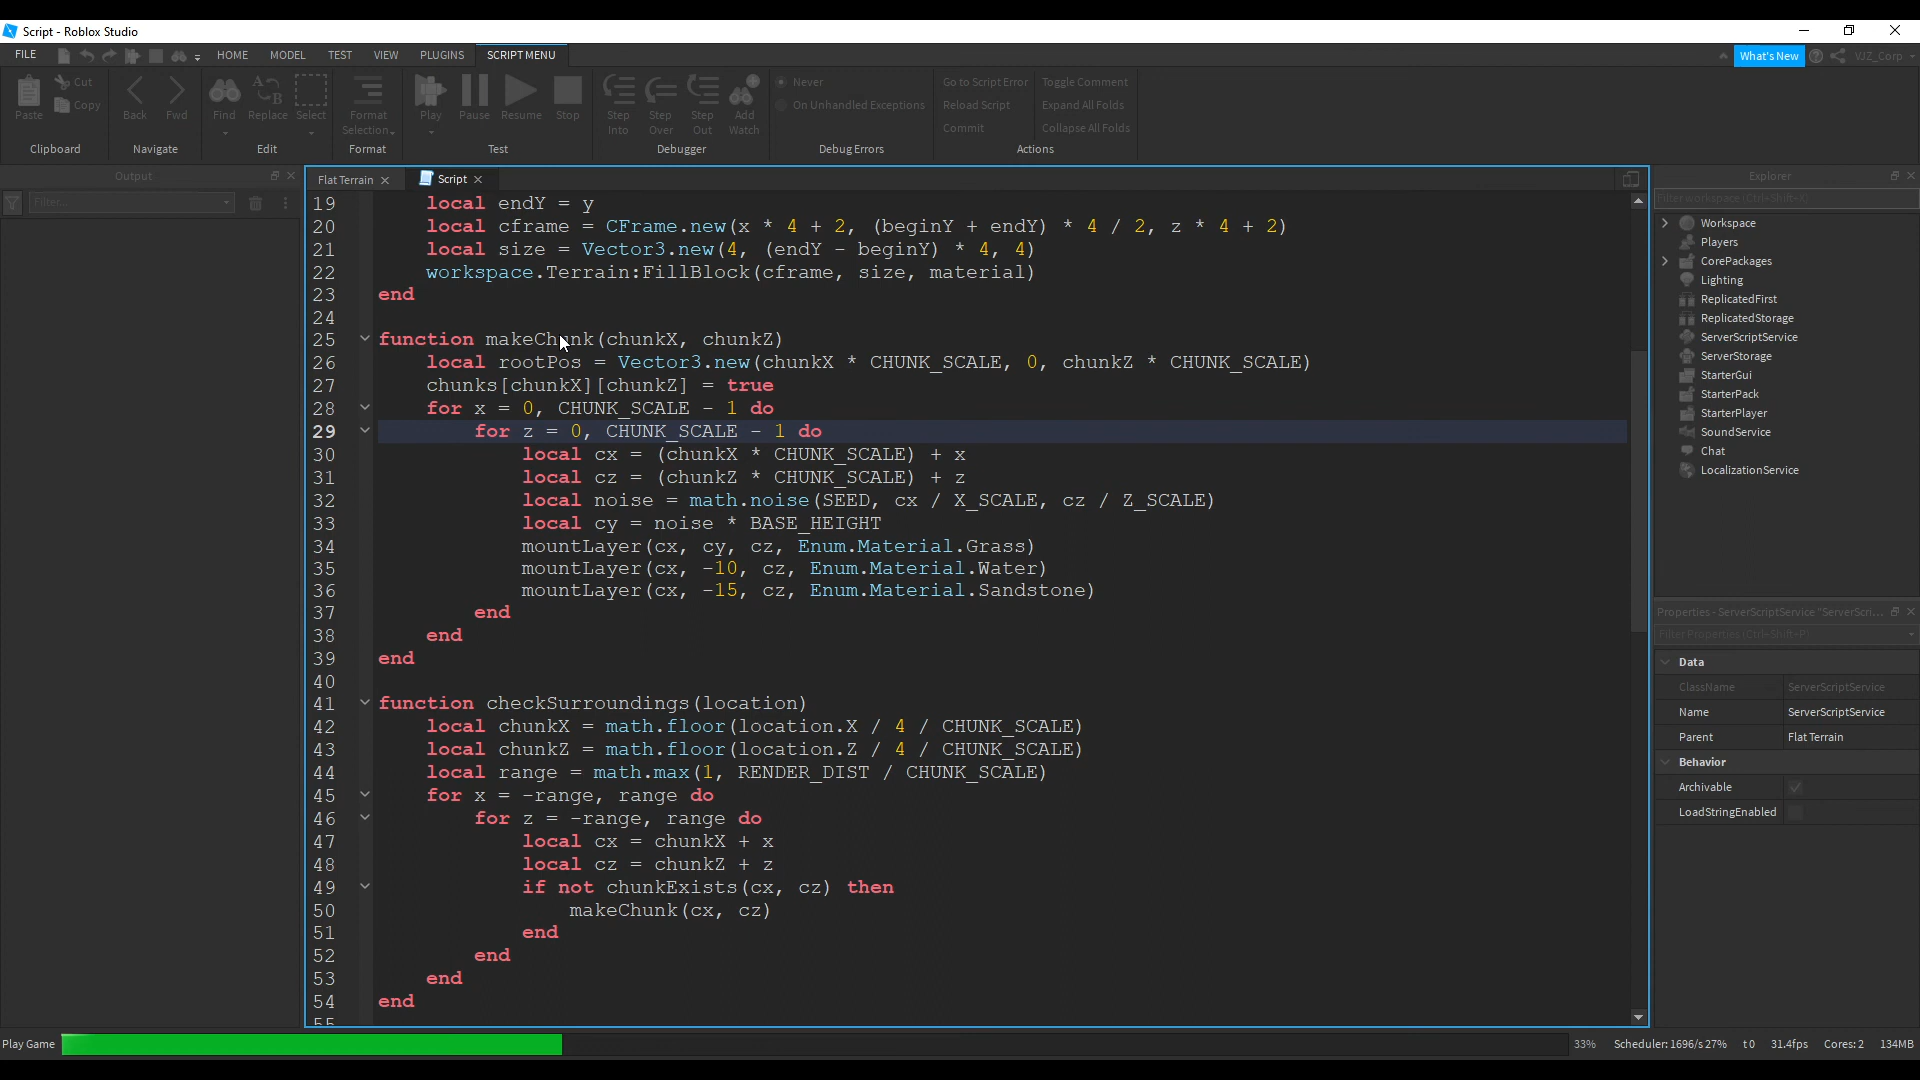 Script - Roblox Studio
FILE
HOME
MODEL
TEST
VIEW
PLUGINS
SCRIPT MENU
What's New
VJZ_Corp
Paste
Cut
Copy
Clipboard
Back
Fwd
Navigate
Find
Replace
Select
Edit
Format
Selection
Format
Play
Pause
Resume
Stop
Test
Step
Into
Step
Over
Step
Out
Add
Watch
Debugger
Never
On Unhandled Exceptions
Debug Errors
Go to Script Error
Reload Script
Commit
Toggle Comment
Expand All Folds
Collapse All Folds
Actions
Output
Filter...
Flat Terrain
Script
19 local endY = y
20 local cframe = CFrame.new(x * 4 + 2, (beginY + endY) * 4 / 2, z * 4 + 2)
21 local size = Vector3.new(4, (endY - beginY) * 4, 4)
22 workspace.Terrain:FillBlock(cframe, size, material)
23 end
24
25 function makeChunk(chunkX, chunkZ)
26 local rootPos = Vector3.new(chunkX * CHUNK_SCALE, 0, chunkZ * CHUNK_SCALE)
27 chunks[chunkX][chunkZ] = true
28 for x = 0, CHUNK_SCALE - 1 do
29 for z = 0, CHUNK_SCALE - 1 do
30 local cx = (chunkX * CHUNK_SCALE) + x
31 local cz = (chunkZ * CHUNK_SCALE) + z
32 local noise = math.noise(SEED, cx / X_SCALE, cz / Z_SCALE)
33 local cy = noise * BASE_HEIGHT
34 mountLayer(cx, cy, cz, Enum.Material.Grass)
35 mountLayer(cx, -10, cz, Enum.Material.Water)
36 mountLayer(cx, -15, cz, Enum.Material.Sandstone)
37 end
38 end
39 end
40
41 function checkSurroundings(location)
42 local chunkX = math.floor(location.X / 4 / CHUNK_SCALE)
43 local chunkZ = math.floor(location.Z / 4 / CHUNK_SCALE)
44 local range = math.max(1, RENDER_DIST / CHUNK_SCALE)
45 for x = -range, range do
46 for z = -range, range do
47 local cx = chunkX + x
48 local cz = chunkZ + z
49 if not chunkExists(cx, cz) then
50 makeChunk(cx, cz)
51 end
52 end
53 end
54 end
55
Explorer
Filter workspace (Ctrl+Shift+X)
Workspace
Players
CorePackages
Lighting
ReplicatedFirst
ReplicatedStorage
ServerScriptService
ServerStorage
StarterGui
StarterPack
StarterPlayer
SoundService
Chat
LocalizationService
Properties - ServerScriptService "ServerScri...
Filter Properties (Ctrl+Shift+P)
Data
ClassName ServerScriptService
Name ServerScriptService
Parent Flat Terrain
Behavior
Archivable
LoadStringEnabled
Play Game
33%
Scheduler: 1696/s 27%
t 0
31.4fps
Cores: 2
134MB